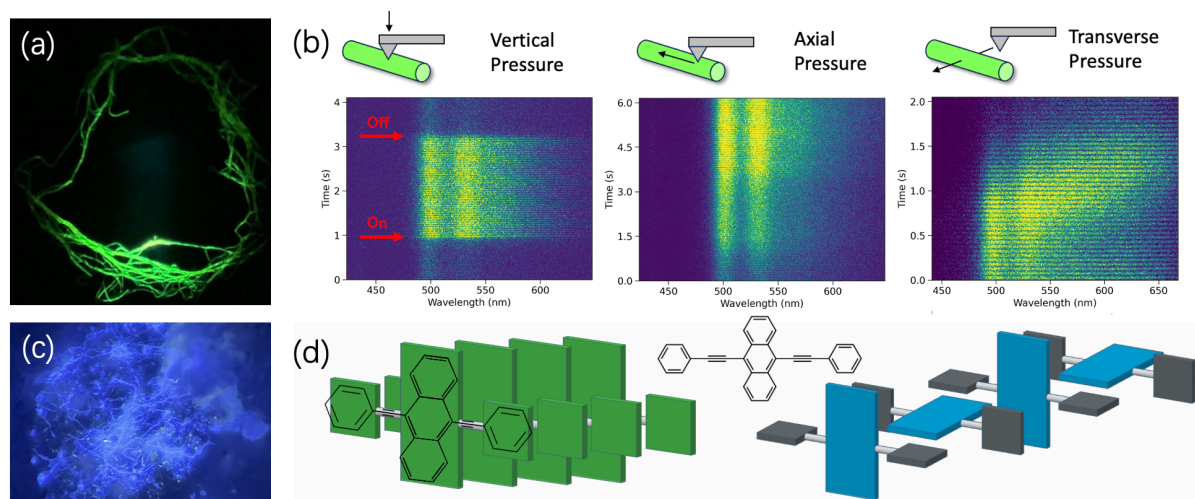 (a)
(b)
Vertical
Pressure
Axial
Pressure
Transverse
Pressure
4
3
2
1
0
Time (s)
Off
On
450 500 550 600
Wavelength (nm)
6.0
4.5
3.0
1.5
0
Time (s)
450 500 550 600
Wavelength (nm)
2.0
1.5
1.0
0.5
0.0
Time (s)
450 500 550 600 650
Wavelength (nm)
(c)
(d)